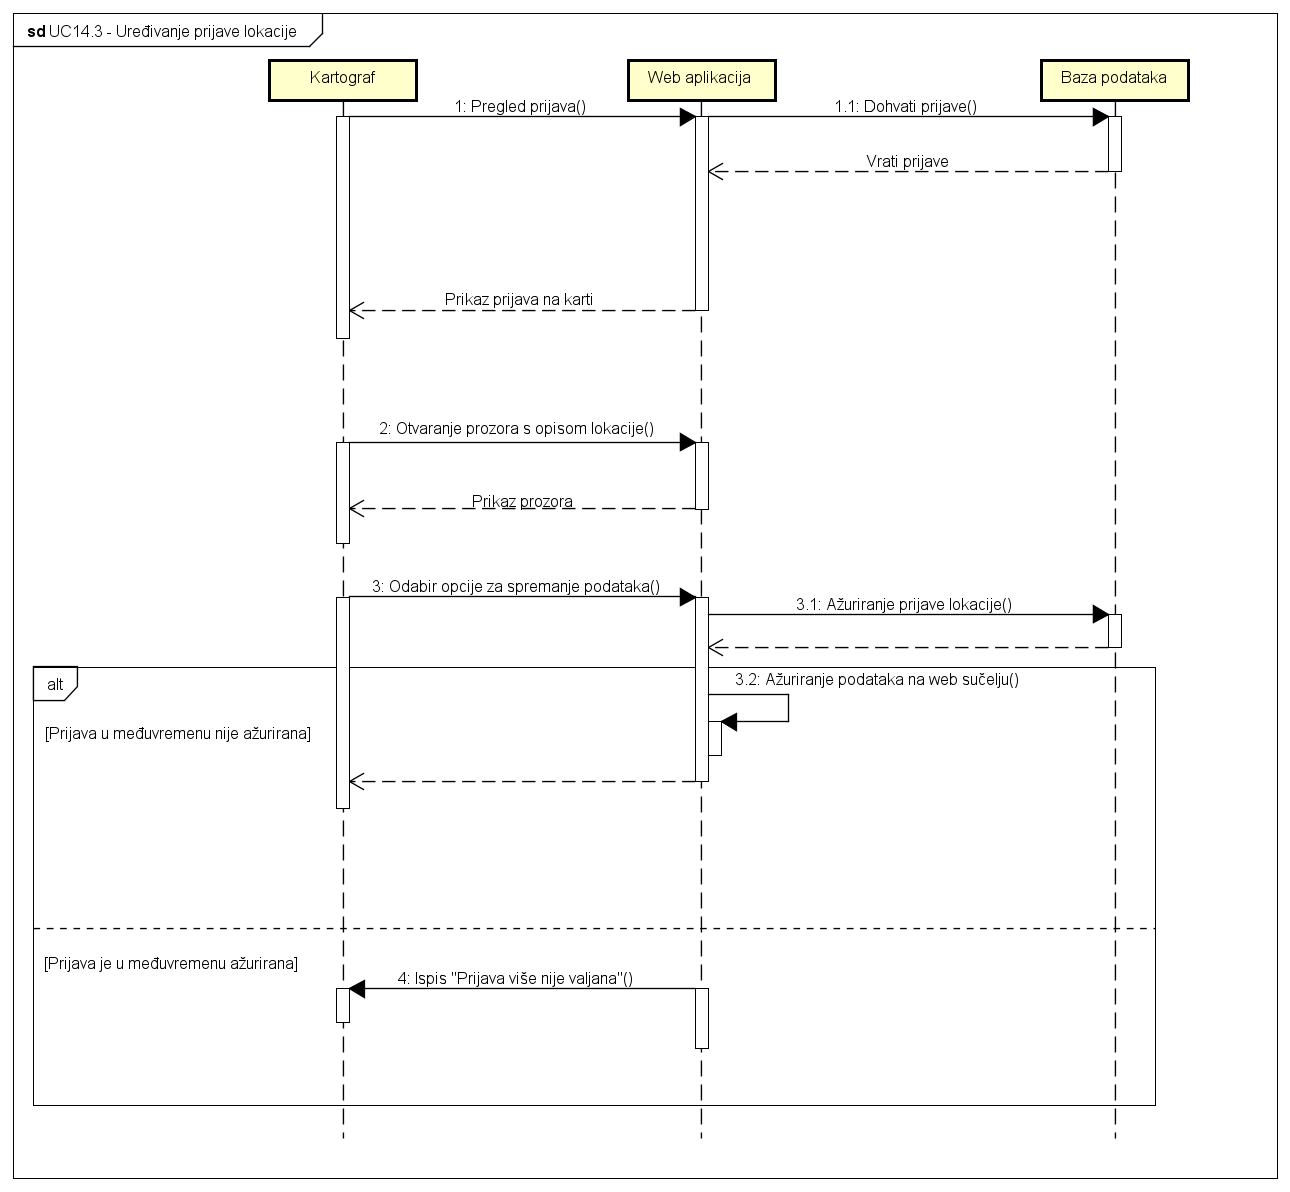 sd UC14.3 - Uređivanje prijave lokacije
Kartograf
Web aplikacija
Baza podataka
1: Pregled prijava()
1.1: Dohvati prijave()
Vrati prijave
Prikaz prijava na karti
2: Otvaranje prozora s opisom lokacije()
Prikaz prozora
3: Odabir opcije za spremanje podataka()
3.1: Ažuriranje prijave lokacije()
alt
3.2: Ažuriranje podataka na web sučelju()
[Prijava u međuvremenu nije ažurirana]
[Prijava je u međuvremenu ažurirana]
4: Ispis "Prijava više nije valjana"()